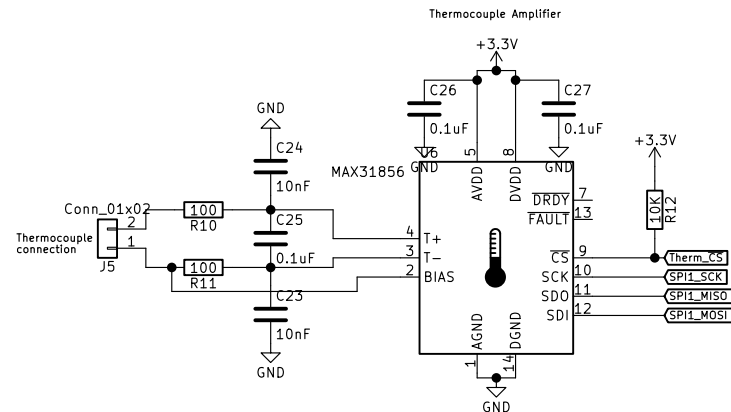 Thermocouple Amplifier
+3.3V
C26
0.1uF
GND
C27
0.1uF
GND
GND
C24
10nF
+3.3V
10K
R12
U6
MAX31856
5
AVDD
8
DVDD
DRDY
7
FAULT
13
Conn_01x02
2
1
J5
Thermocouple
connection
100
R10
C25
0.1uF
100
R11
C23
10nF
GND
4
T+
3
T-
2
BIAS
CS
9
Therm_CS
SCK
10
SPI1_SCK
SDO
11
SPI1_MISO
SDI
12
SPI1_MOSI
AGND
1
DGND
14
GND